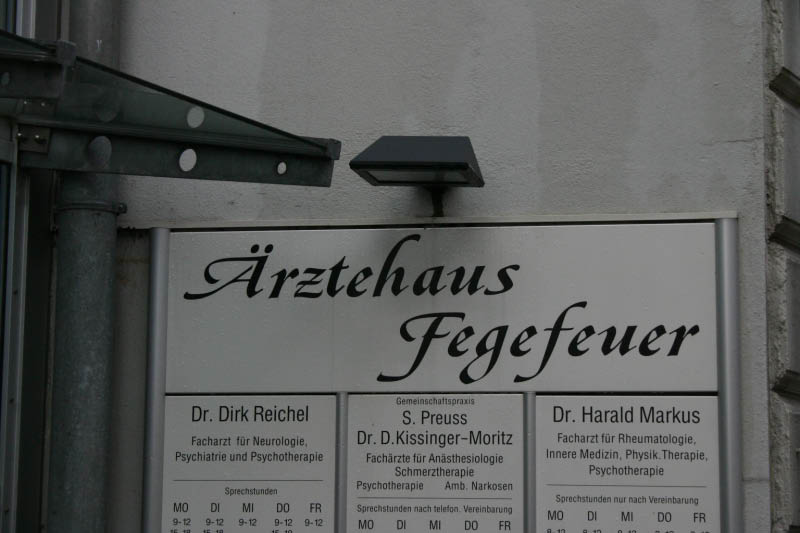 Ärztehaus
Fegefeuer
Dr. Dirk Reichel
Facharzt für Neurologie,
Psychiatrie und Psychotherapie
Sprechstunden
MO DI MI DO FR
9-12 9-12 9-12 9-12 9-12
Gemeinschaftspraxis
S. Preuss
Dr. D.Kissinger-Moritz
Fachärzte für Anästhesiologie
Schmerztherapie
Psychotherapie Amb. Narkosen
Sprechstunden nach telefon. Vereinbarung
MO DI MI DO FR
Dr. Harald Markus
Facharzt für Rheumatologie,
Innere Medizin, Physik.Therapie,
Psychotherapie
Sprechstunden nur nach Vereinbarung
MO DI MI DO FR